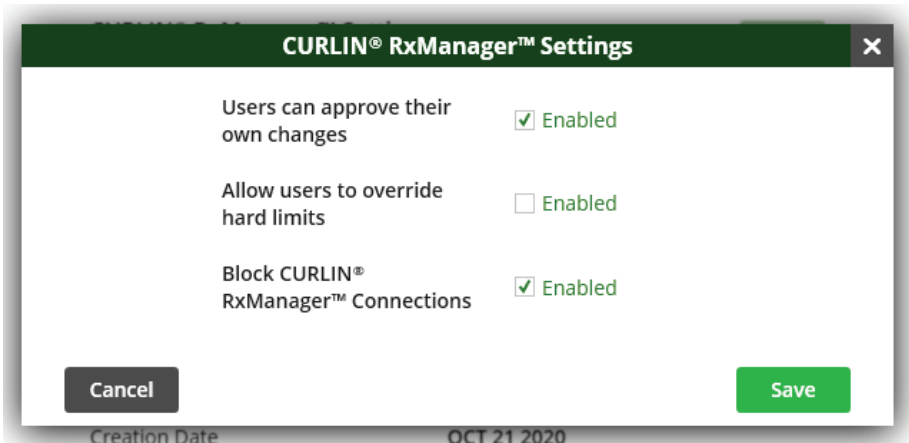 CURLIN® RxManager™ Settings
Users can approve their
own changes
Enabled
Allow users to override
hard limits
Enabled
Block CURLIN®
RxManager™ Connections
Enabled
Cancel
Save
Creation Date
OCT 21 2020